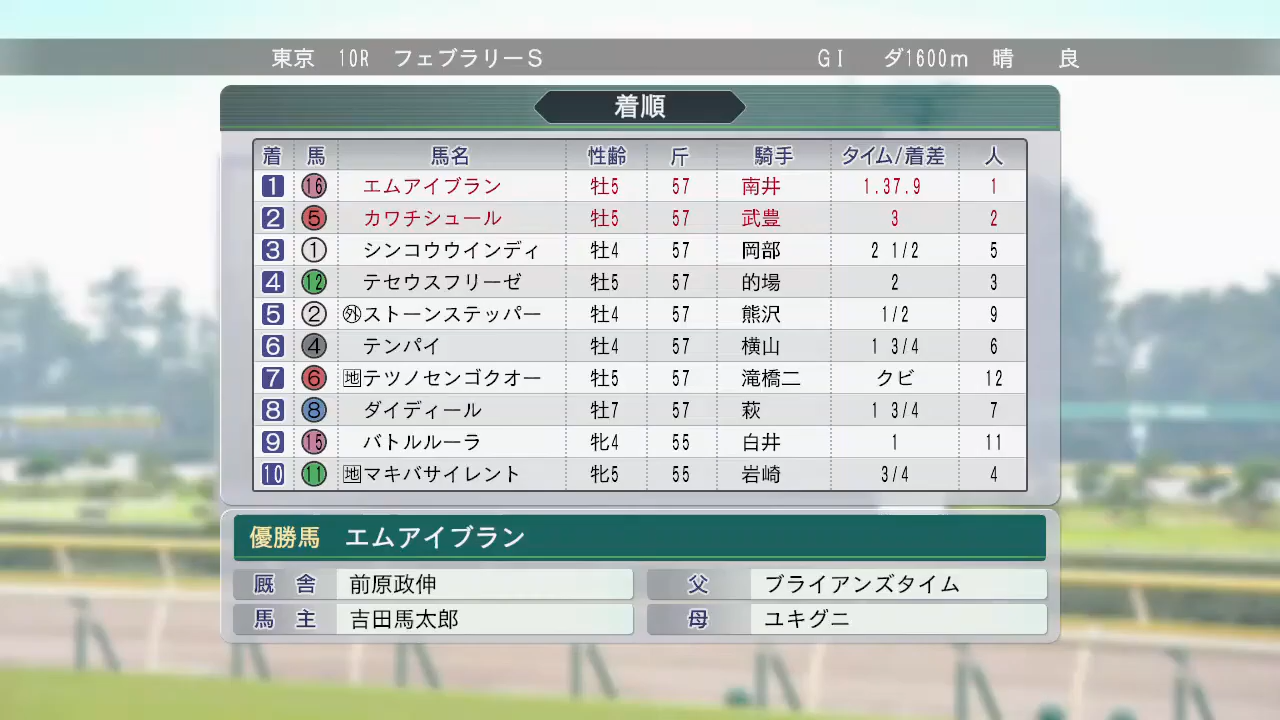 東京 10R フェブラリーS GI ダ1600m 晴 良
着順
着 馬 馬名 性齢 斤 騎手 タイム/着差 人
1 16 エムアイブラン 牡5 57 南井 1.37.9 1
2 5 カワチシュール 牡5 57 武豊 3 2
3 1 シンコウウインディ 牡4 57 岡部 2 1/2 5
4 12 テセウスフリーゼ 牡5 57 的場 2 3
5 2 外ストーンステッパー 牡4 57 熊沢 1/2 9
6 4 テンパイ 牡4 57 横山 1 3/4 6
7 6 地テツノセンゴクオー 牡5 57 滝橋二 クビ 12
8 8 ダイディール 牡7 57 萩 1 3/4 7
9 15 バトルルーラ 牝4 55 白井 1 11
10 11 地マキバサイレント 牝5 55 岩崎 3/4 4
優勝馬 エムアイブラン
厩舎 前原政伸 父 ブライアンズタイム
馬主 吉田馬太郎 母 ユキグニ